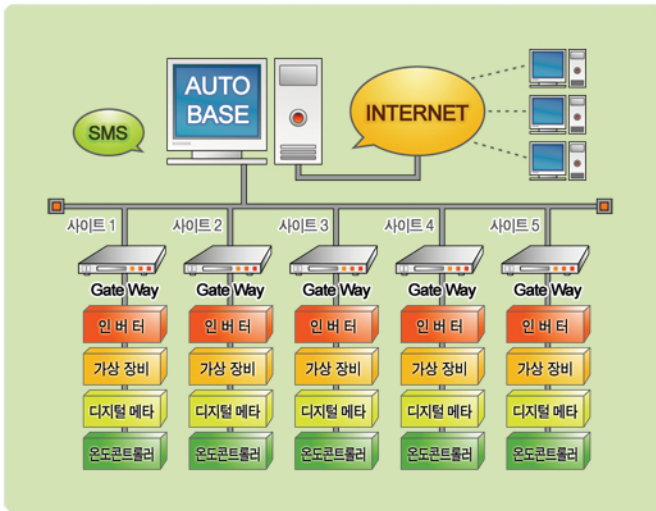 AUTO
BASE
SMS
INTERNET
사이트 1 사이트 2 사이트 3 사이트 4 사이트 5
Gate Way Gate Way Gate Way Gate Way Gate Way
인 버 터 인 버 터 인 버 터 인 버 터 인 버 터
가상 장비 가상 장비 가상 장비 가상 장비 가상 장비
디지털 메타 디지털 메타 디지털 메타 디지털 메타 디지털 메타
온도콘트롤러 온도콘트롤러 온도콘트롤러 온도콘트롤러 온도콘트롤러